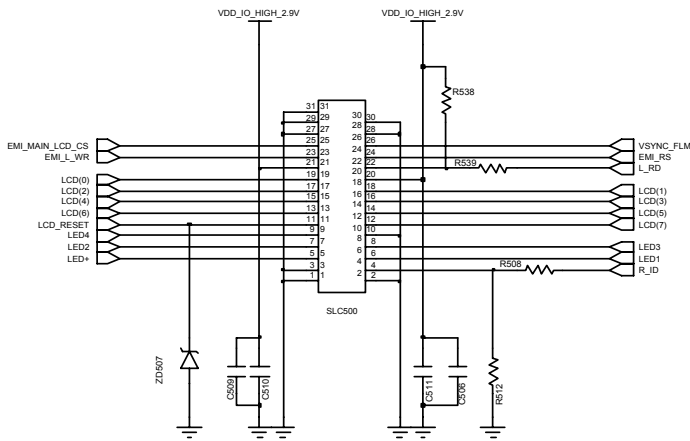 VDD_IO_HIGH_2.9V VDD_IO_HIGH_2.9V
R538
31 31
29 29 30 30
27 27 28 28
EMI_MAIN_LCD_CS 25 25 26 26 VSYNC_FLM
EMI_L_WR 23 23 24 24 EMI_RS
21 21 22 22 R539 L_RD
LCD(0) 19 19 20 20
LCD(2) 17 17 18 18 LCD(1)
LCD(4) 15 15 16 16 LCD(3)
LCD(6) 13 13 14 14 LCD(5)
LCD_RESET 11 11 12 12 LCD(7)
LED4 9 9 10 10
LED2 7 7 8 8 LED3
LED+ 5 5 6 6 LED1
3 3 4 4 R508 R_ID
1 1 2 2
SLC500
ZD507 C509 C510 C511 C506 R512